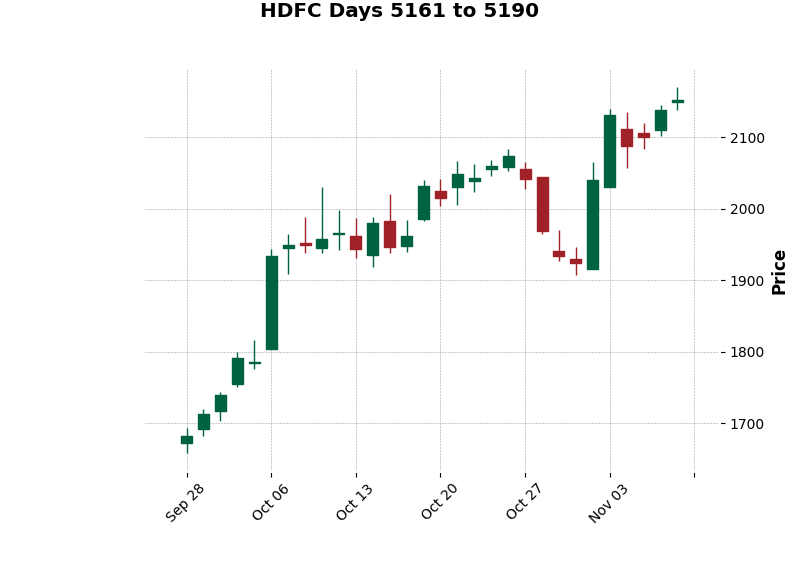 HDFC Days 5161 to 5190
2100
2000
1900
1800
1700
Price
Sep 28
Oct 06
Oct 13
Oct 20
Oct 27
Nov 03